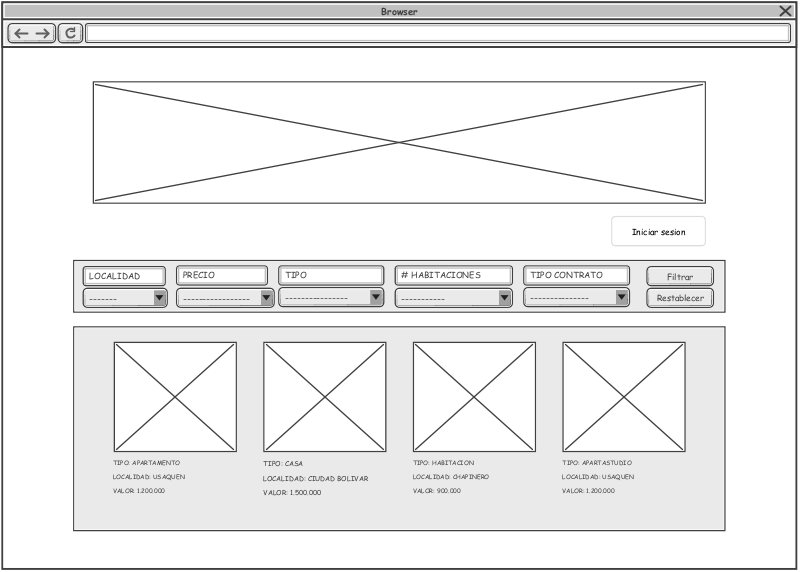 Browser
Iniciar sesion
LOCALIDAD PRECIO TIPO # HABITACIONES TIPO CONTRATO Filtrar
------- ----------------- ---------------- ----------- --------------- Restablecer
TIPO: APARTAMENTO
LOCALIDAD: USAQUEN
VALOR: 1.200.000
TIPO: CASA
LOCALIDAD: CIUDAD BOLIVAR
VALOR: 1.500.000
TIPO: HABITACION
LOCALIDAD: CHAPINERO
VALOR: 900.000
TIPO: APARTASTUDIO
LOCALIDAD: USAQUEN
VALOR: 1.200.000